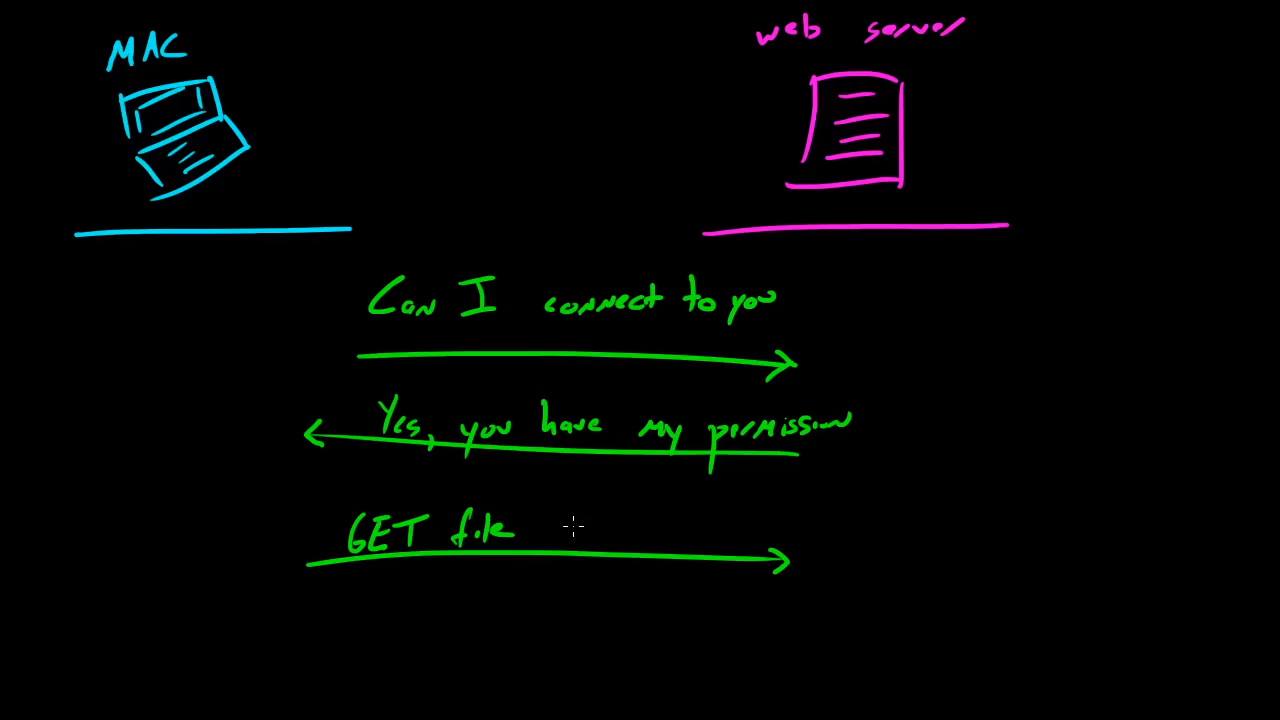 MAC
web server
Can I connect to you
Yes, you have my permission
GET file